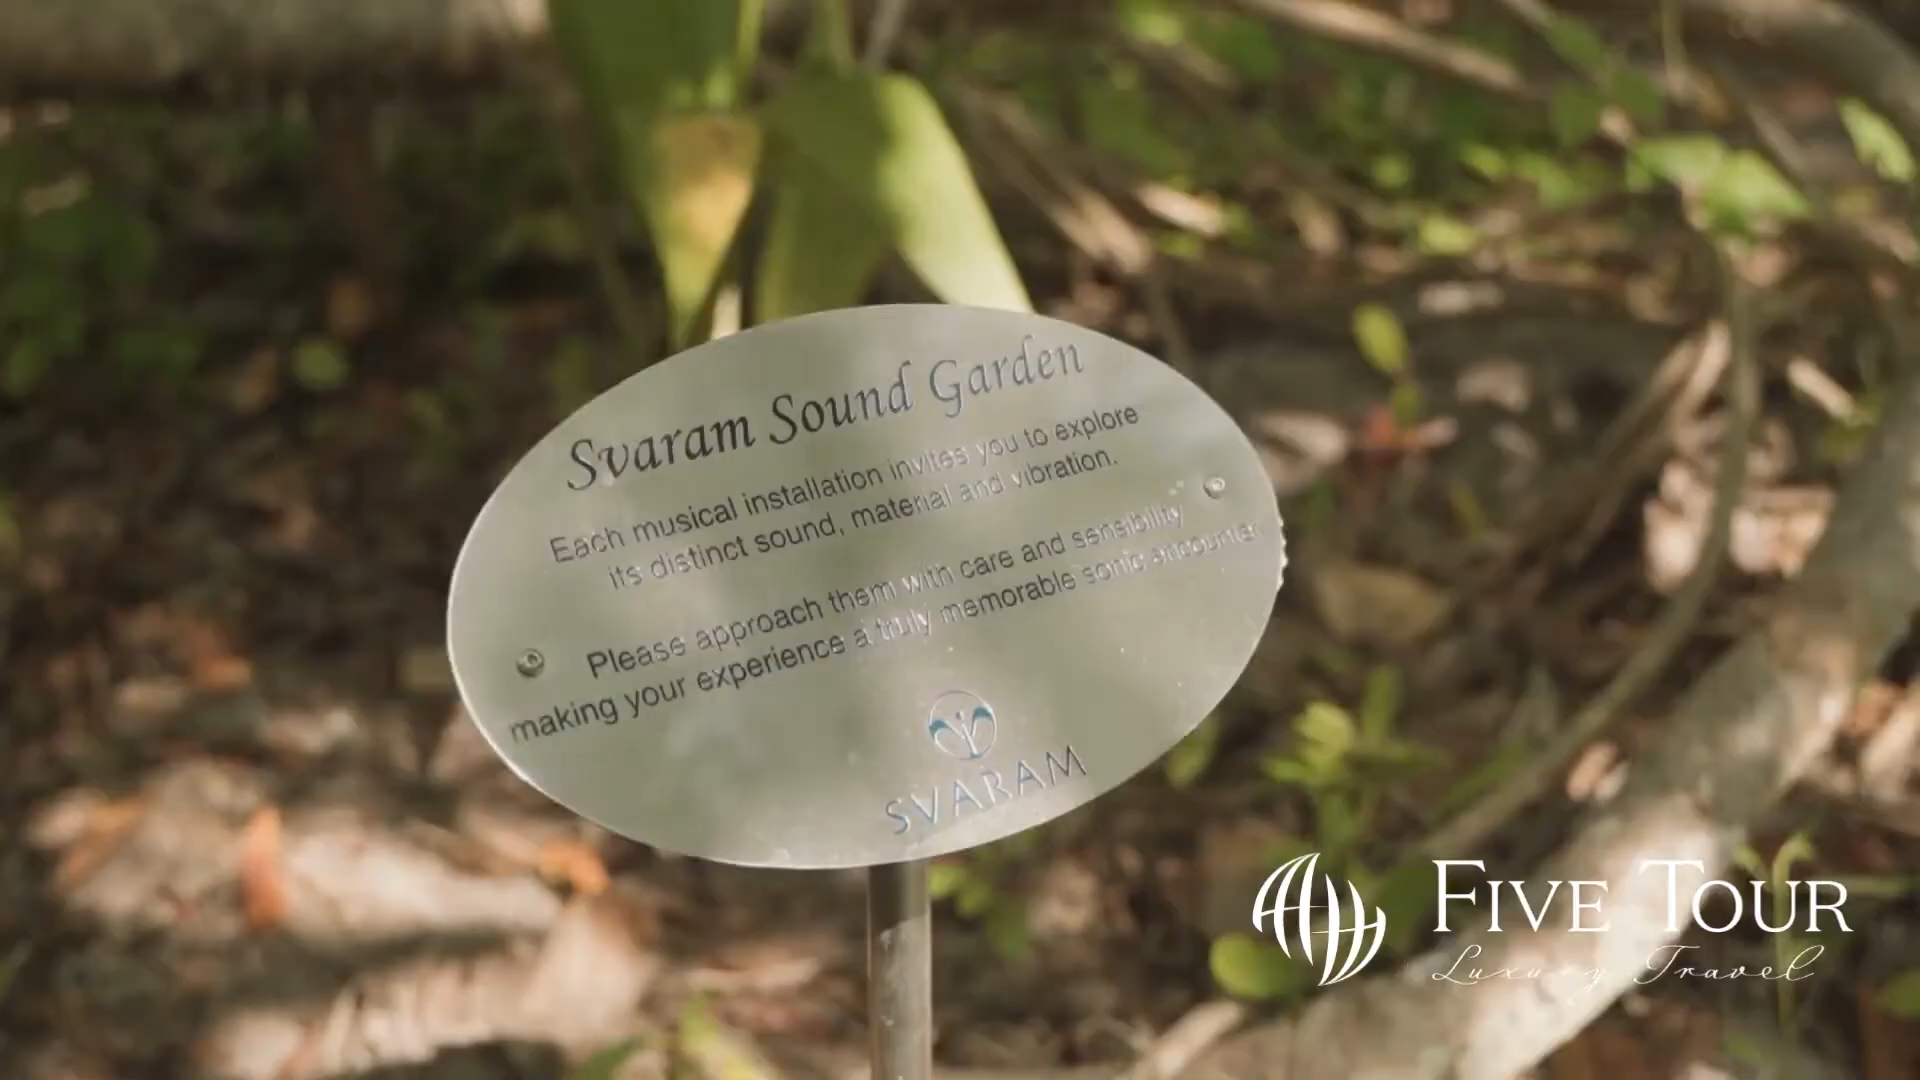 Svaram Sound Garden
Each musical installation invites you to explore
its distinct sound, material and vibration.
Please approach them with care and sensibility
making your experience a truly memorable sonic encounter
SVARAM
FIVE TOUR
Luxury Travel